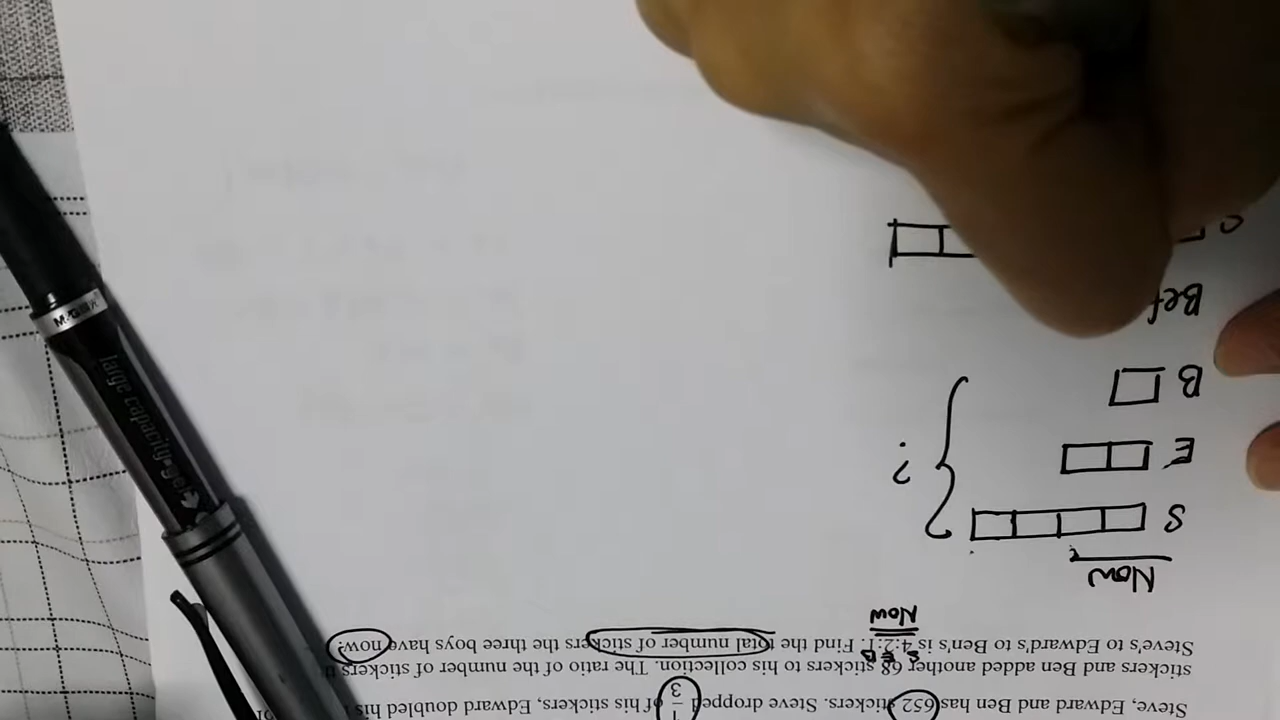 Steve, Edward and Ben has 652 stickers. Steve dropped 1/3 of his stickers, Edward doubled his
stickers and Ben added another 68 stickers to his collection. The ratio of the number of stickers
Steve's to Edward's to Ben's is 4:2:1. Find the total number of stickers the three boys have now?
S E B
Now
Now
S
E
B
?
Bef
M&G
large capacity gel